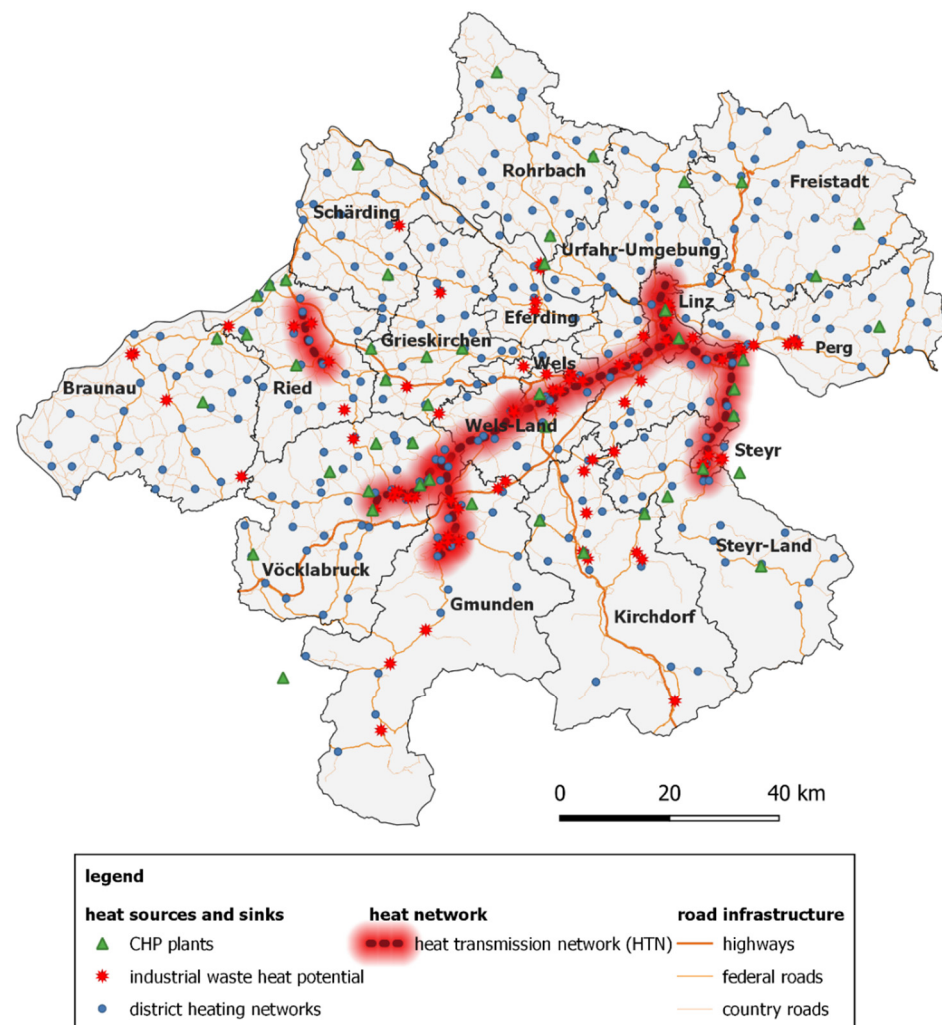 Rohrbach
Freistadt
Schärding
Urfahr-Umgebung
Linz
Eferding
Grieskirchen
Perg
Wels
Braunau
Ried
Wels-Land
Steyr
Steyr-Land
Vöcklabruck
Gmunden
Kirchdorf
0 20 40 km
legend
heat sources and sinks
CHP plants
industrial waste heat potential
district heating networks
heat network
heat transmission network (HTN)
road infrastructure
highways
federal roads
country roads